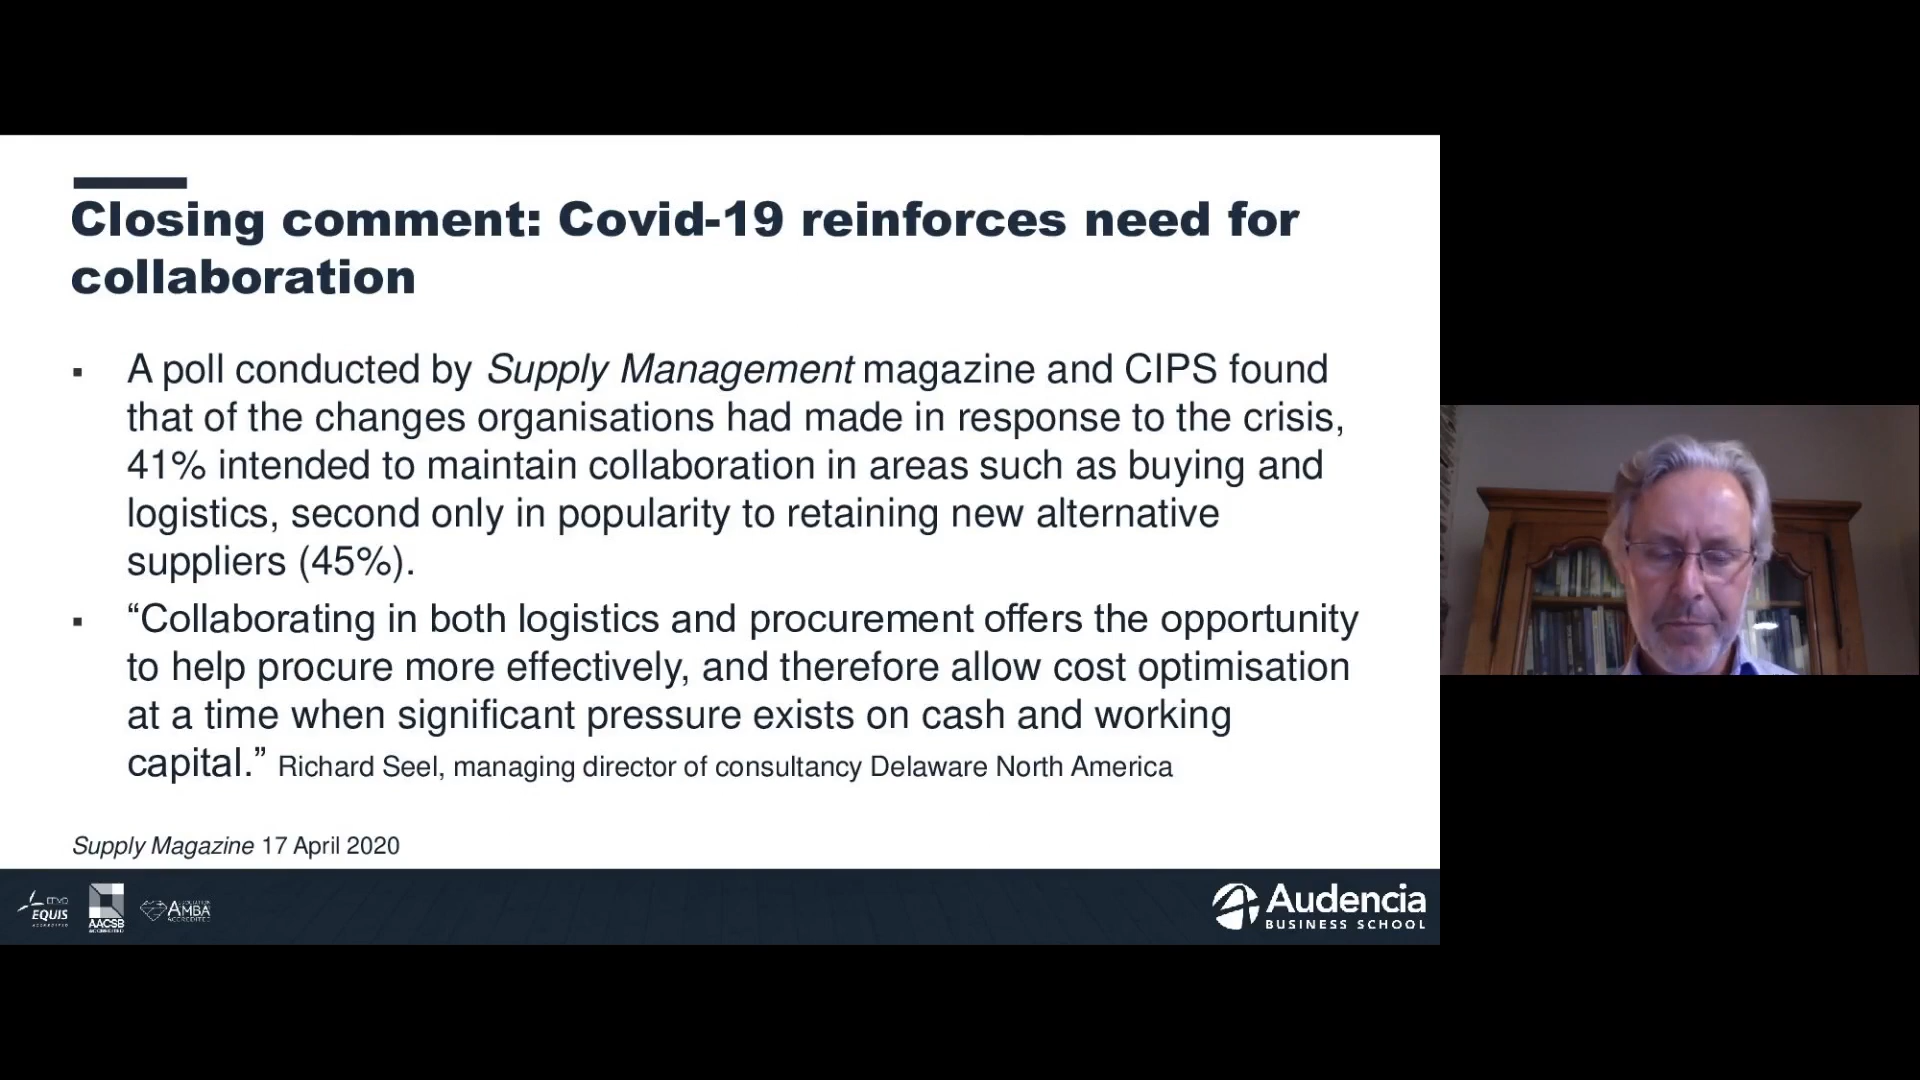 Closing comment: Covid-19 reinforces need for
collaboration
▪ A poll conducted by Supply Management magazine and CIPS found
that of the changes organisations had made in response to the crisis,
41% intended to maintain collaboration in areas such as buying and
logistics, second only in popularity to retaining new alternative
suppliers (45%).
▪ “Collaborating in both logistics and procurement offers the opportunity
to help procure more effectively, and therefore allow cost optimisation
at a time when significant pressure exists on cash and working
capital.” Richard Seel, managing director of consultancy Delaware North America
Supply Magazine 17 April 2020
EQUIS
AACSB
AMBA
Audencia
BUSINESS SCHOOL